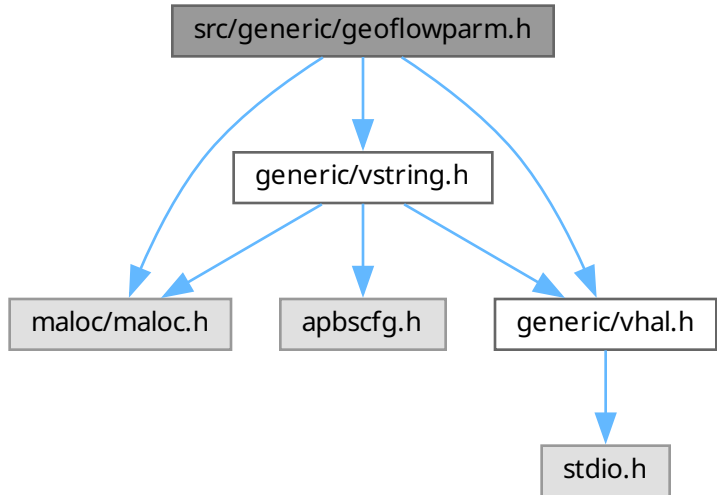 src/generic/geoflowparm.h
generic/vstring.h
maloc/maloc.h
apbscfg.h
generic/vhal.h
stdio.h